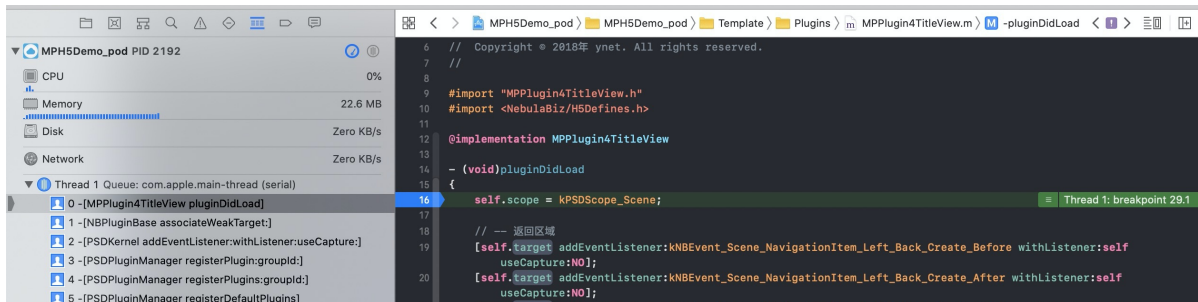 MPH5Demo_pod 〉 MPH5Demo_pod 〉 Template 〉 Plugins 〉 m MPPlugin4TitleView.m 〉 M -pluginDidLoad
MPH5Demo_pod PID 2192
CPU 0%
Memory 22.6 MB
Disk Zero KB/s
Network Zero KB/s
Thread 1 Queue: com.apple.main-thread (serial)
0 -[MPPlugin4TitleView pluginDidLoad]
1 -[NBPluginBase associateWeakTarget:]
2 -[PSDKernel addEventListener:withListener:useCapture:]
3 -[PSDPluginManager registerPlugin:groupId:]
4 -[PSDPluginManager registerPlugins:groupId:]
5 -[PSDPluginManager registerDefaultPlugins]
6 // Copyright © 2018年 ynet. All rights reserved.
7 //
8
9 #import "MPPlugin4TitleView.h"
10 #import <NebulaBiz/H5Defines.h>
11
12 @implementation MPPlugin4TitleView
13
14 - (void)pluginDidLoad
15 {
16 self.scope = kPSDScope_Scene; Thread 1: breakpoint 29.1
17
18 // -- 返回区域
19 [self.target addEventListener:kNBEvent_Scene_NavigationItem_Left_Back_Create_Before withListener:self
useCapture:NO];
20 [self.target addEventListener:kNBEvent_Scene_NavigationItem_Left_Back_Create_After withListener:self
useCapture:NO];